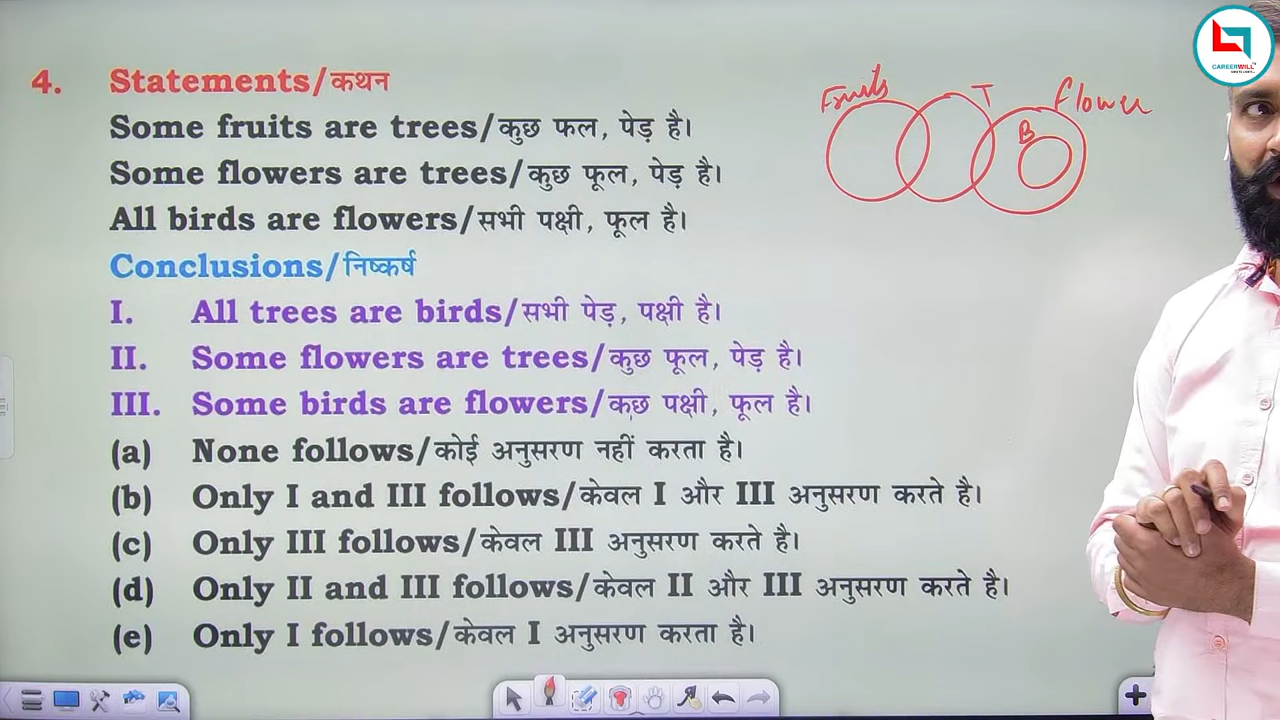 4. Statements/कथन
Some fruits are trees/कुछ फल, पेड़ है।
Some flowers are trees/कुछ फूल, पेड़ है।
All birds are flowers/सभी पक्षी, फूल है।
Conclusions/निष्कर्ष
I. All trees are birds/सभी पेड़, पक्षी है।
II. Some flowers are trees/कुछ फूल, पेड़ है।
III. Some birds are flowers/कुछ पक्षी, फूल है।
(a) None follows/कोई अनुसरण नहीं करता है।
(b) Only I and III follows/केवल I और III अनुसरण करते है।
(c) Only III follows/केवल III अनुसरण करते है।
(d) Only II and III follows/केवल II और III अनुसरण करते है।
(e) Only I follows/केवल I अनुसरण करता है।
Fruits T Flower
B
CAREERWILL